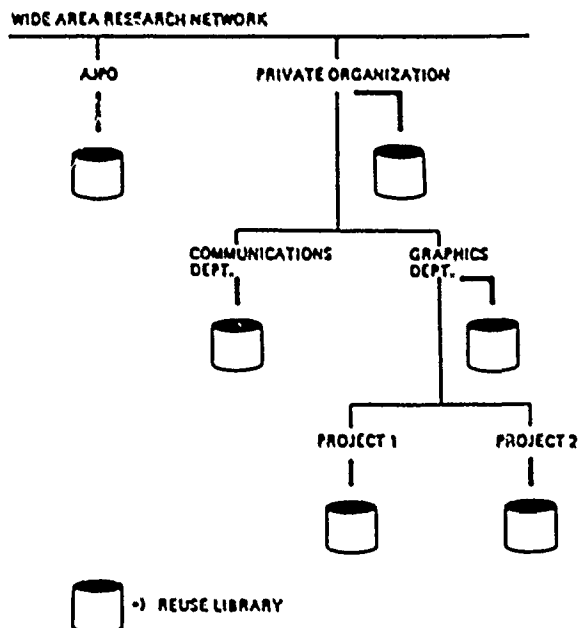 WIDE AREA RESEARCH NETWORK
AJPO
PRIVATE ORGANIZATION
COMMUNICATIONS
DEPT.
GRAPHICS
DEPT.
PROJECT 1
PROJECT 2
=) REUSE LIBRARY